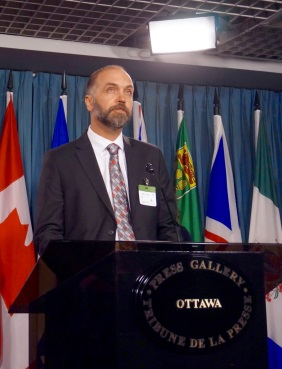 PRESS GALLERY
OTTAWA
TRIBUNE DE LA PRESSE